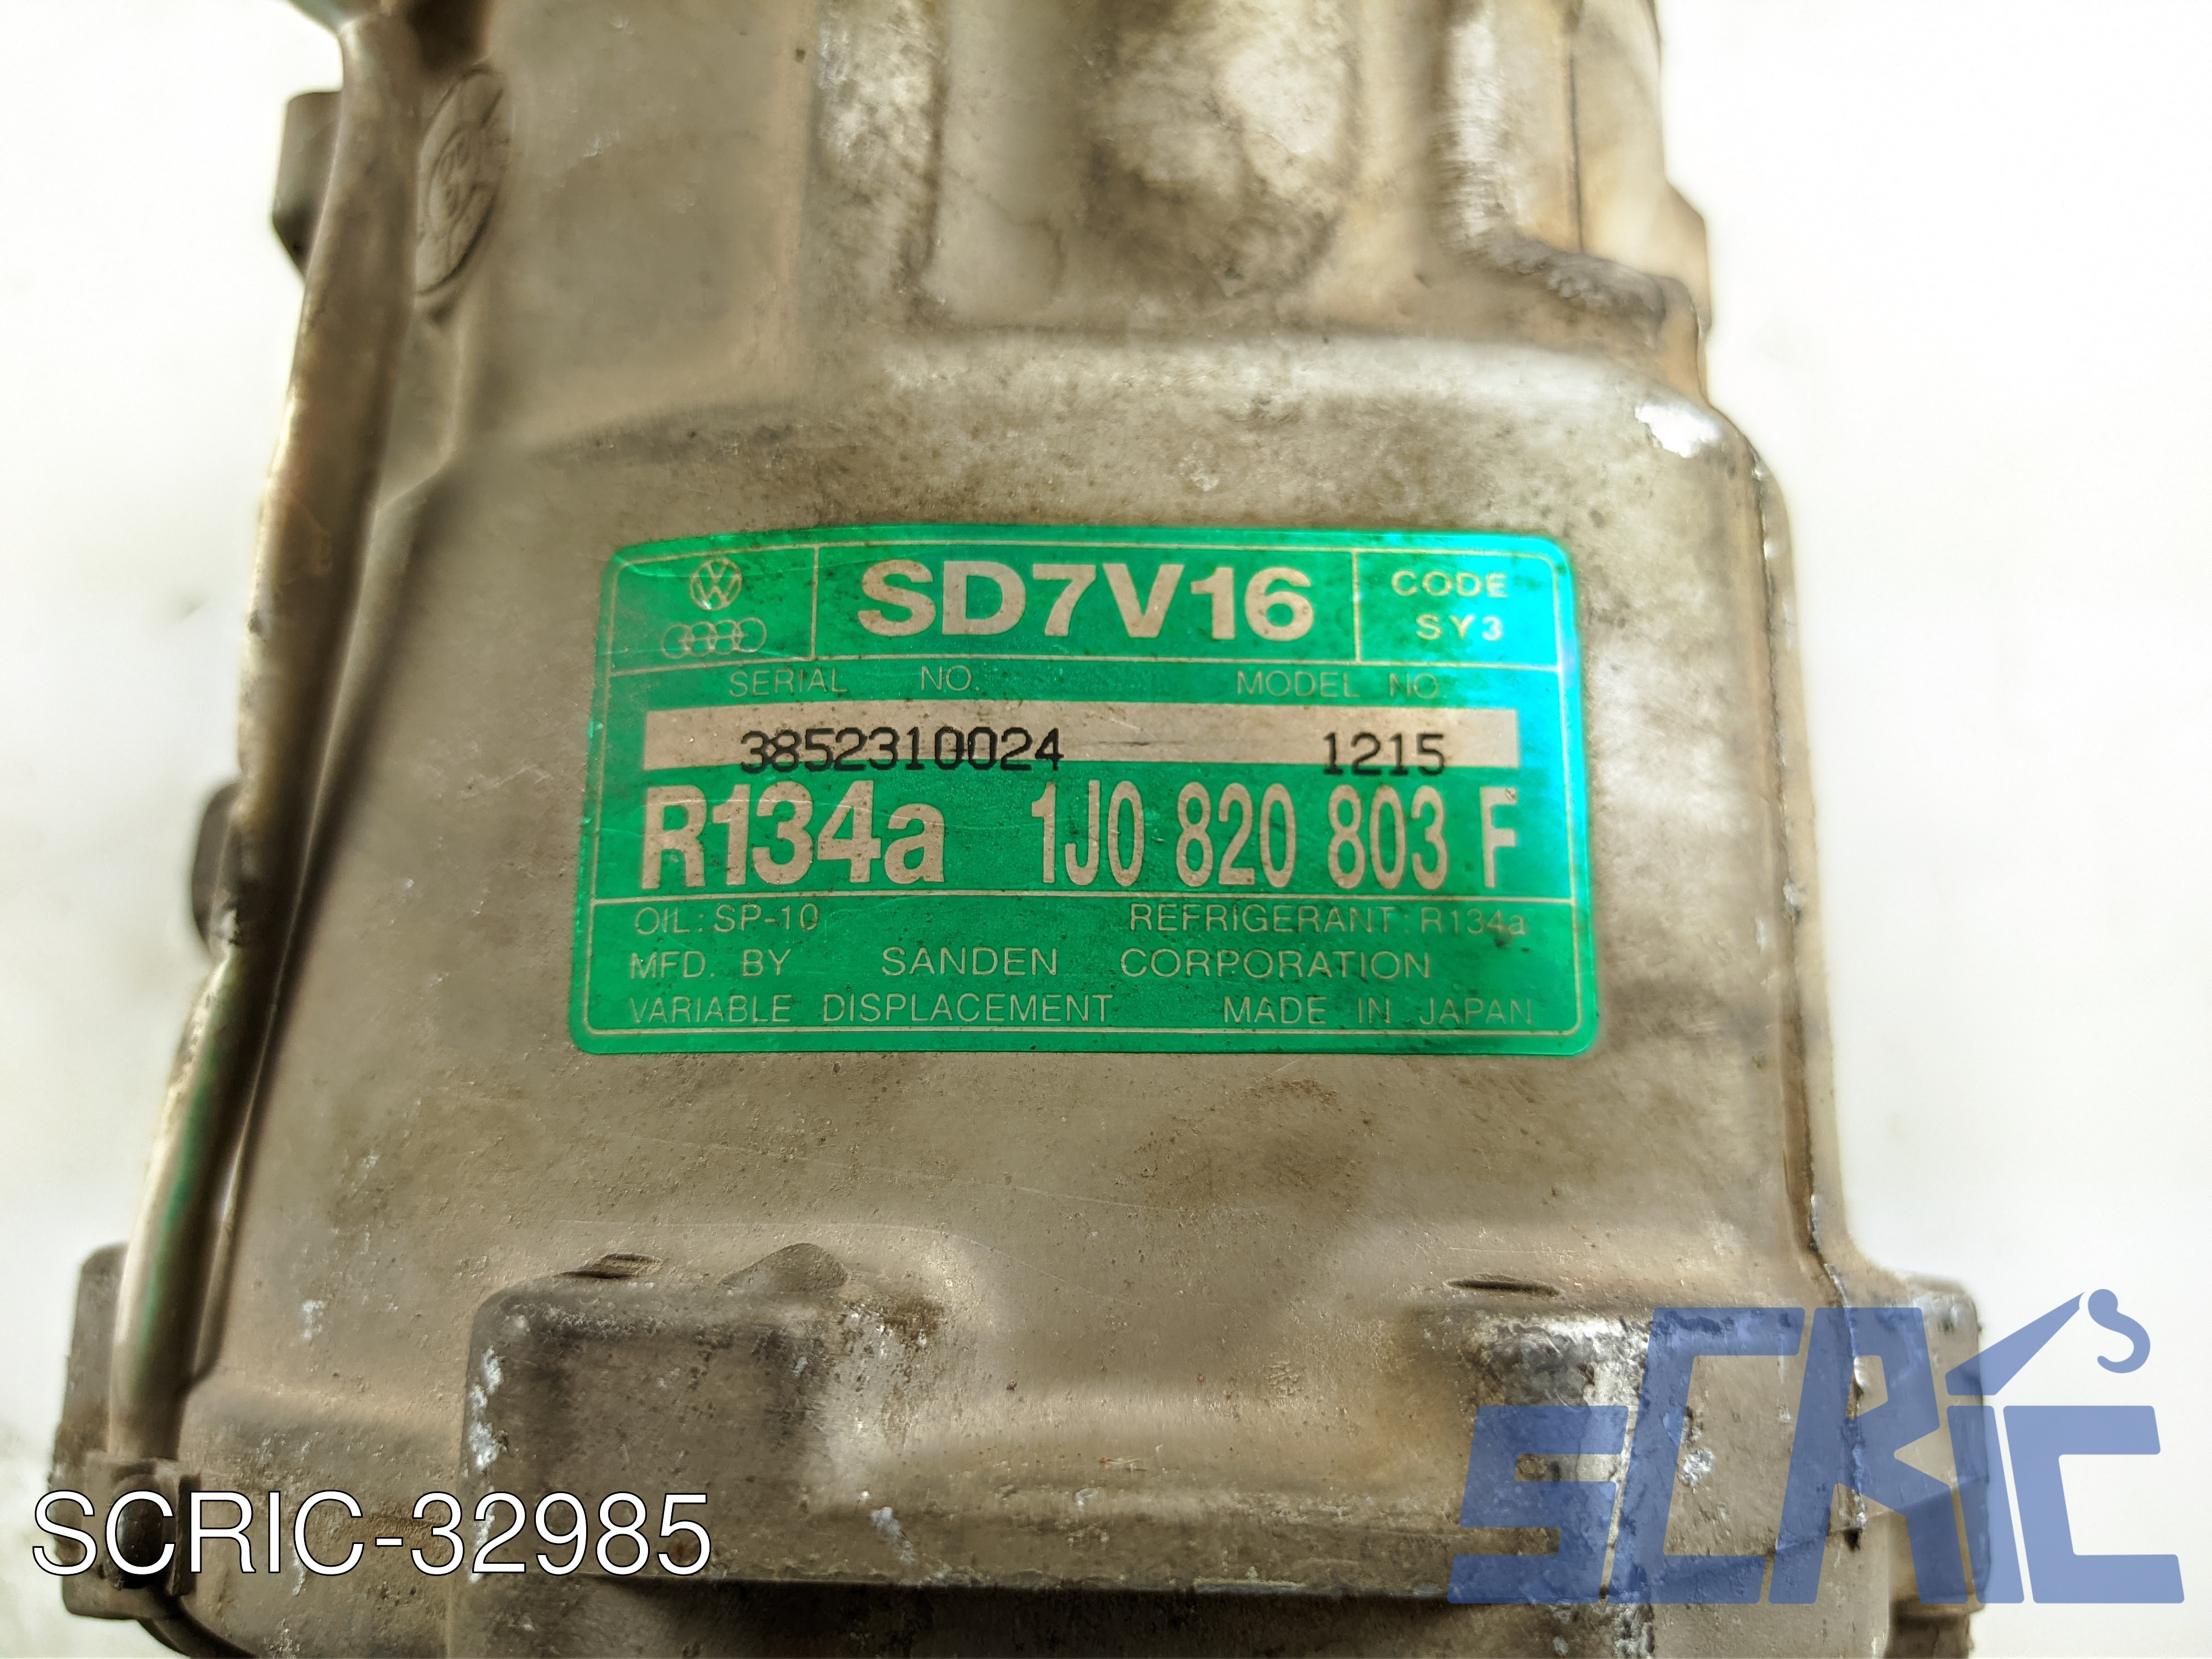 SD7V16
CODE
SY3
SERIAL NO. MODEL NO.
3852310024 1215
R134a 1J0 820 803 F
OIL: SP-10 REFRIGERANT: R134a
MFD. BY SANDEN CORPORATION
VARIABLE DISPLACEMENT MADE IN JAPAN
SCRIC'S
SCRIC-32985